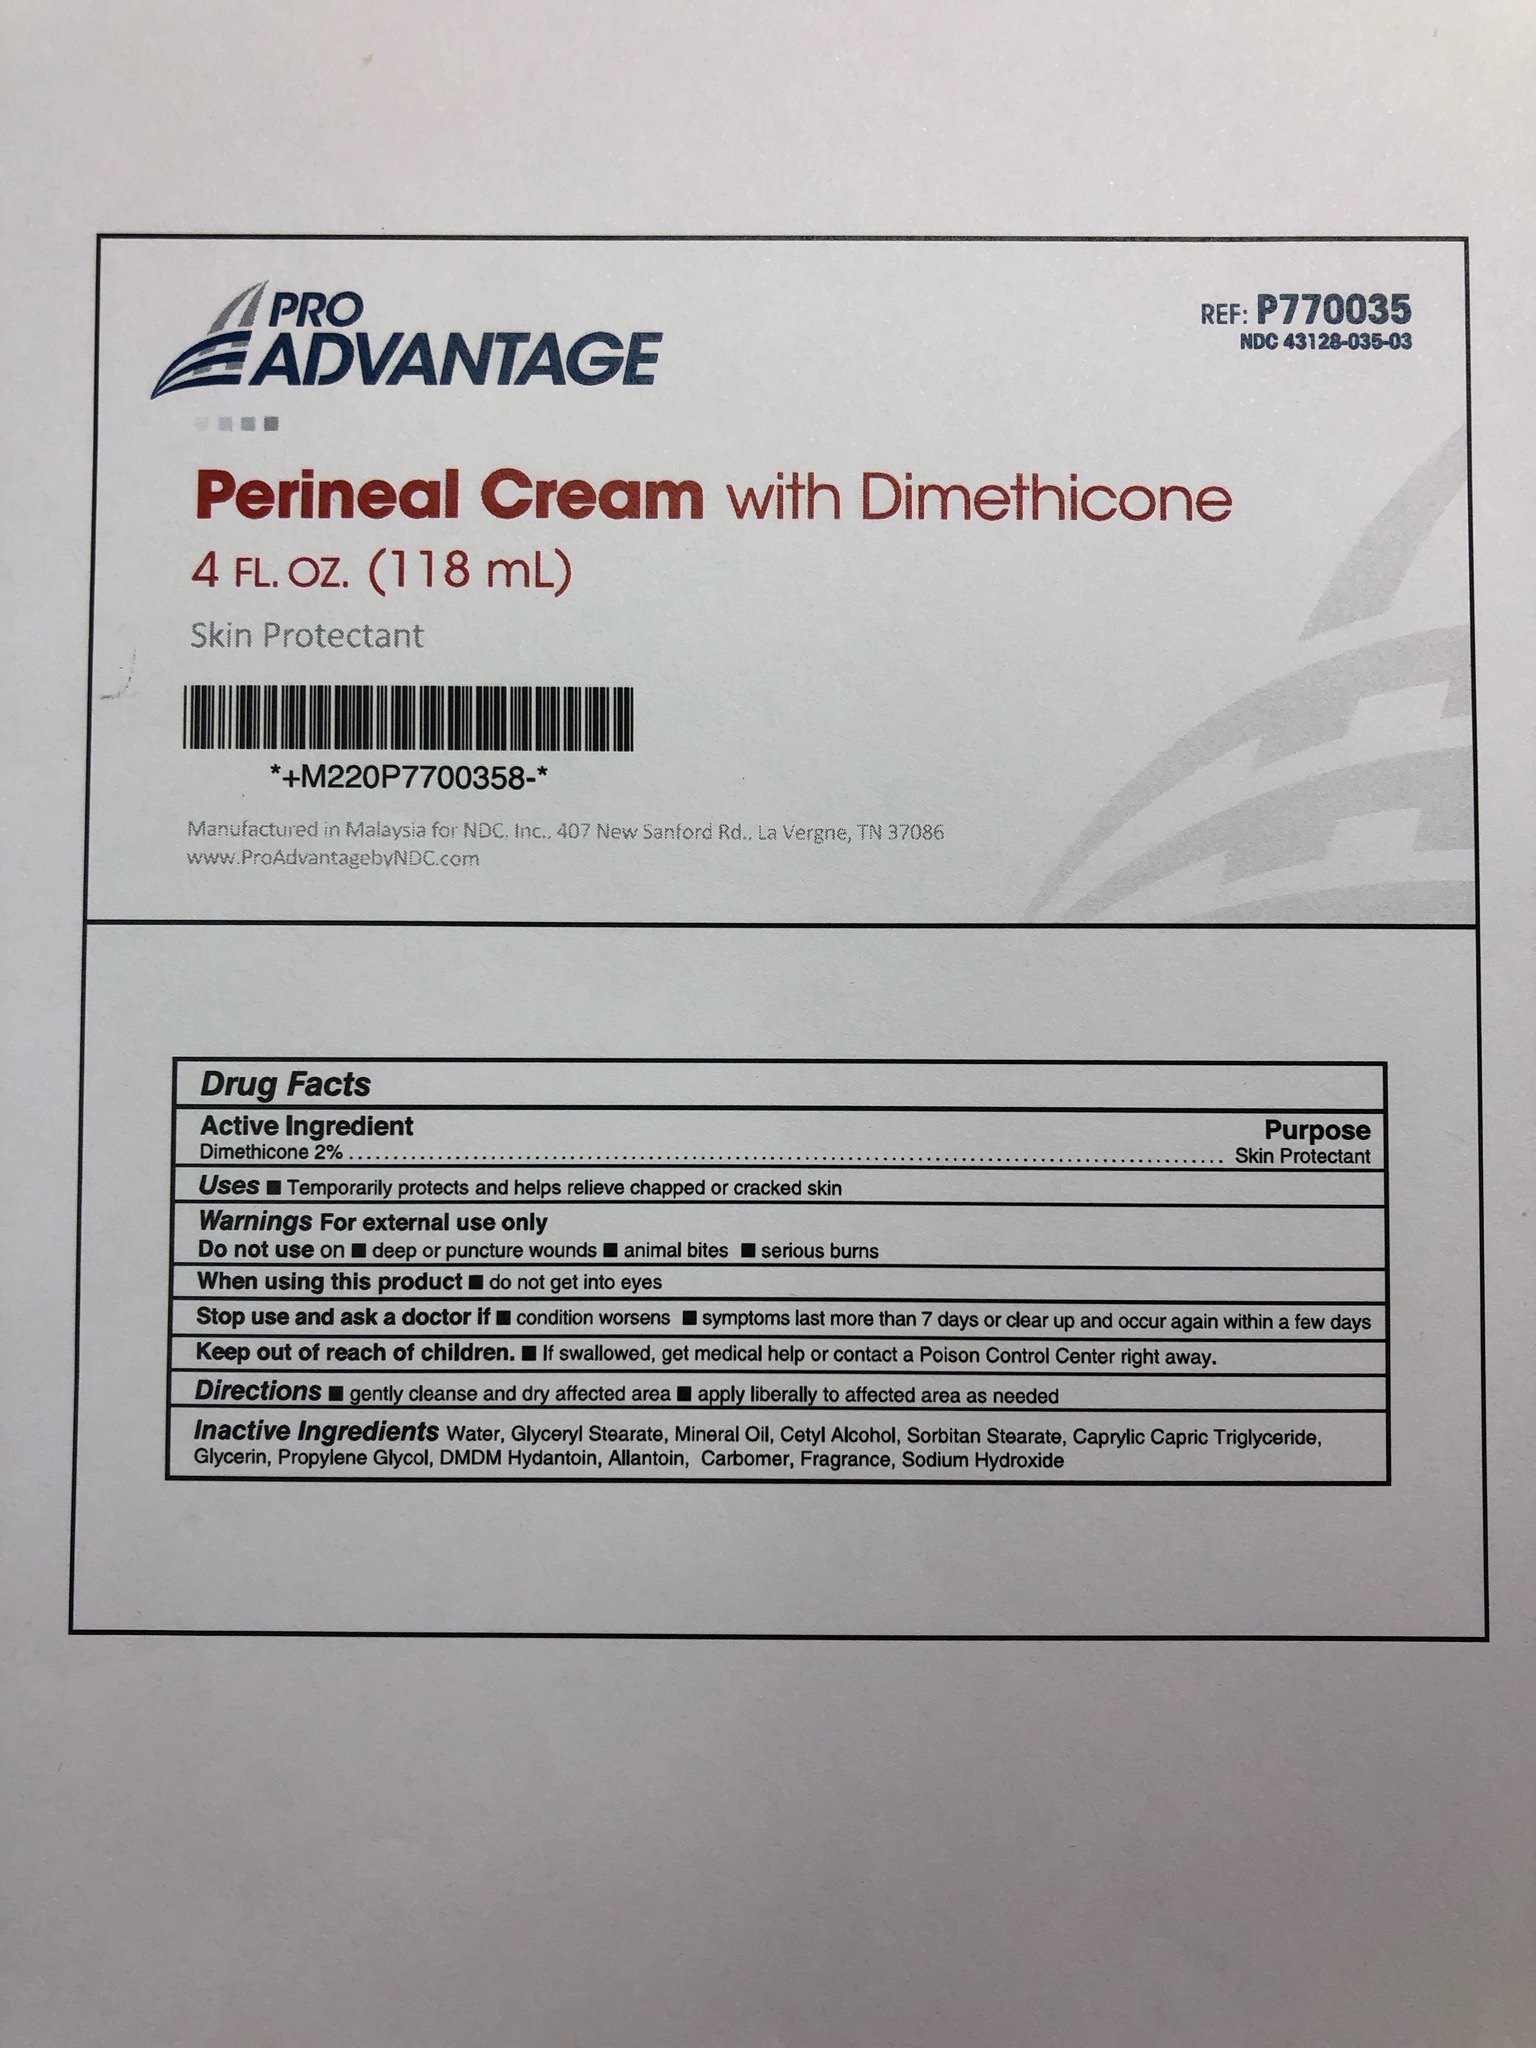 PRO
ADVANTAGE
REF: P770035
NDC 43128-035-03
Perineal Cream with Dimethicone
4 FL. OZ. (118 mL)
Skin Protectant
*+M220P7700358-*
Manufactured in Malaysia for NDC, Inc., 407 New Sanford Rd., La Vergne, TN 37086
www.ProAdvantagebyNDC.com
Drug Facts
Active Ingredient Purpose
Dimethicone 2% ........................................................................................................ Skin Protectant
Uses ■ Temporarily protects and helps relieve chapped or cracked skin
Warnings For external use only
Do not use on ■ deep or puncture wounds ■ animal bites ■ serious burns
When using this product ■ do not get into eyes
Stop use and ask a doctor if ■ condition worsens ■ symptoms last more than 7 days or clear up and occur again within a few days
Keep out of reach of children. ■ If swallowed, get medical help or contact a Poison Control Center right away.
Directions ■ gently cleanse and dry affected area ■ apply liberally to affected area as needed
Inactive Ingredients Water, Glyceryl Stearate, Mineral Oil, Cetyl Alcohol, Sorbitan Stearate, Caprylic Capric Triglyceride,
Glycerin, Propylene Glycol, DMDM Hydantoin, Allantoin, Carbomer, Fragrance, Sodium Hydroxide